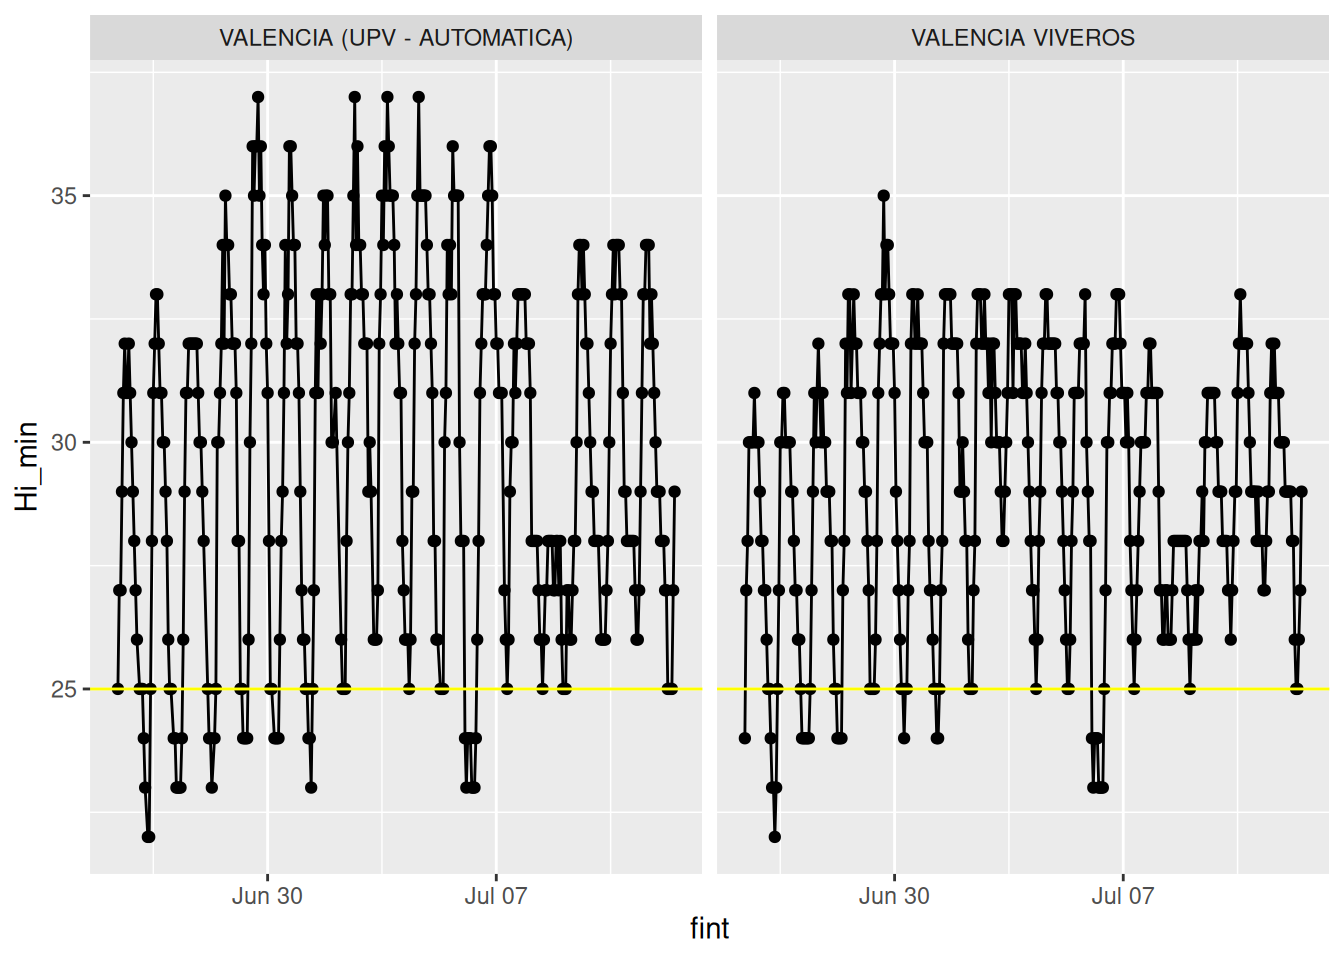 VALENCIA (UPV - AUTOMATICA)
VALENCIA VIVEROS
Hi_min
35
30
25
Jun 30
Jul 07
Jun 30
Jul 07
fint